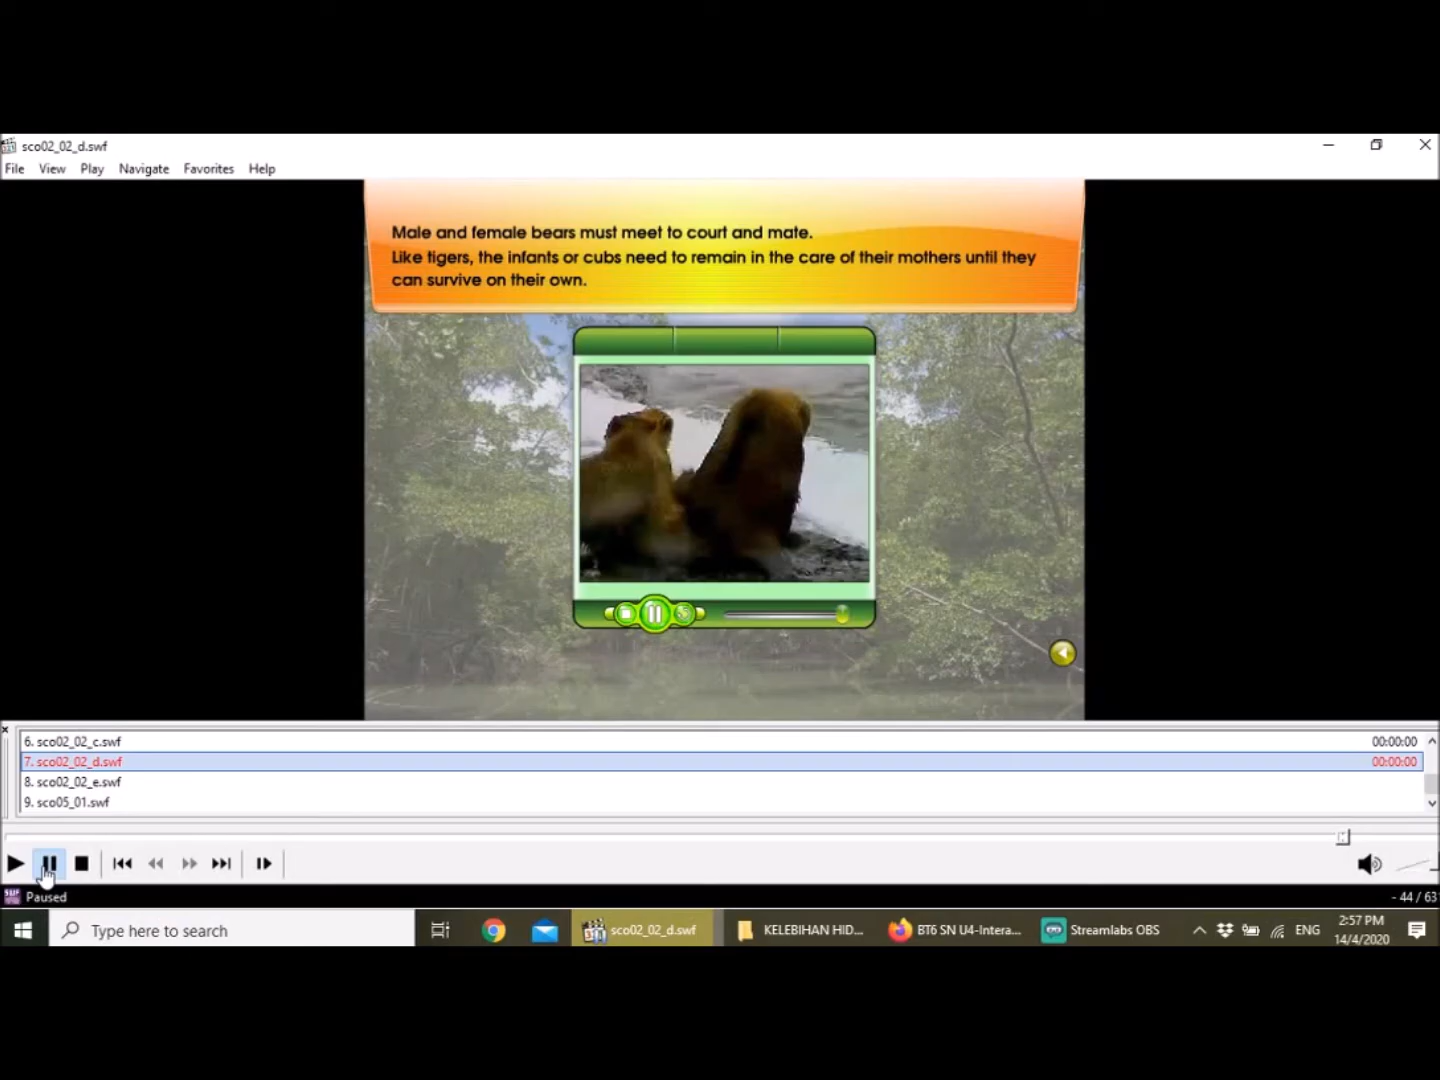 sco02_02_d.swf
File View Play Navigate Favorites Help
Male and female bears must meet to court and mate.
Like tigers, the infants or cubs need to remain in the care of their mothers until they
can survive on their own.
6. sco02_02_c.swf 00:00:00
7. sco02_02_d.swf 00:00:00
8. sco02_02_e.swf
9. sco05_01.swf
Paused - 44 / 631
Type here to search sco02_02_d.swf KELEBIHAN HID... BT6 SN U4-Intera... Streamlabs OBS ENG 2:57 PM
14/4/2020